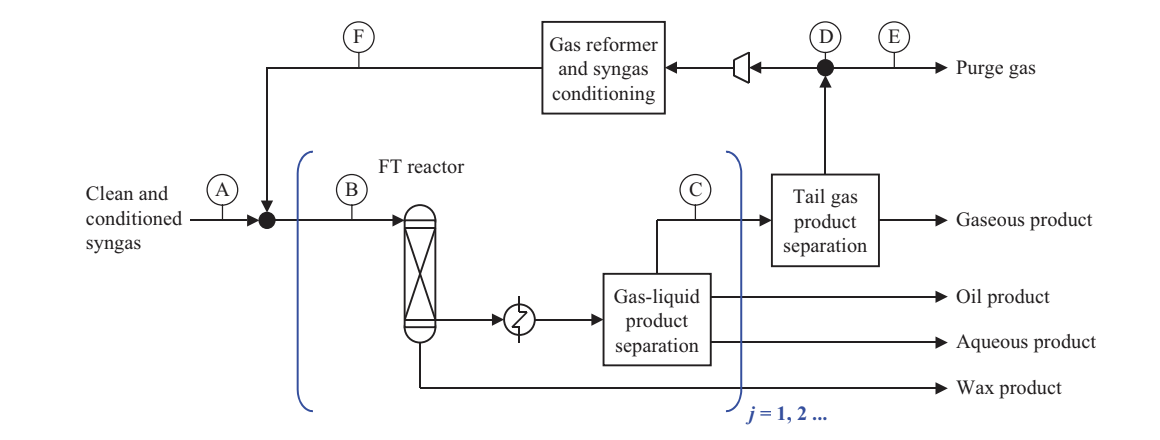 F
Gas reformer
and syngas
conditioning
D
E
Purge gas
Clean and
conditioned
syngas
A
B
FT reactor
C
Tail gas
product
separation
Gaseous product
Gas-liquid
product
separation
Oil product
Aqueous product
Wax product
j = 1, 2 ...